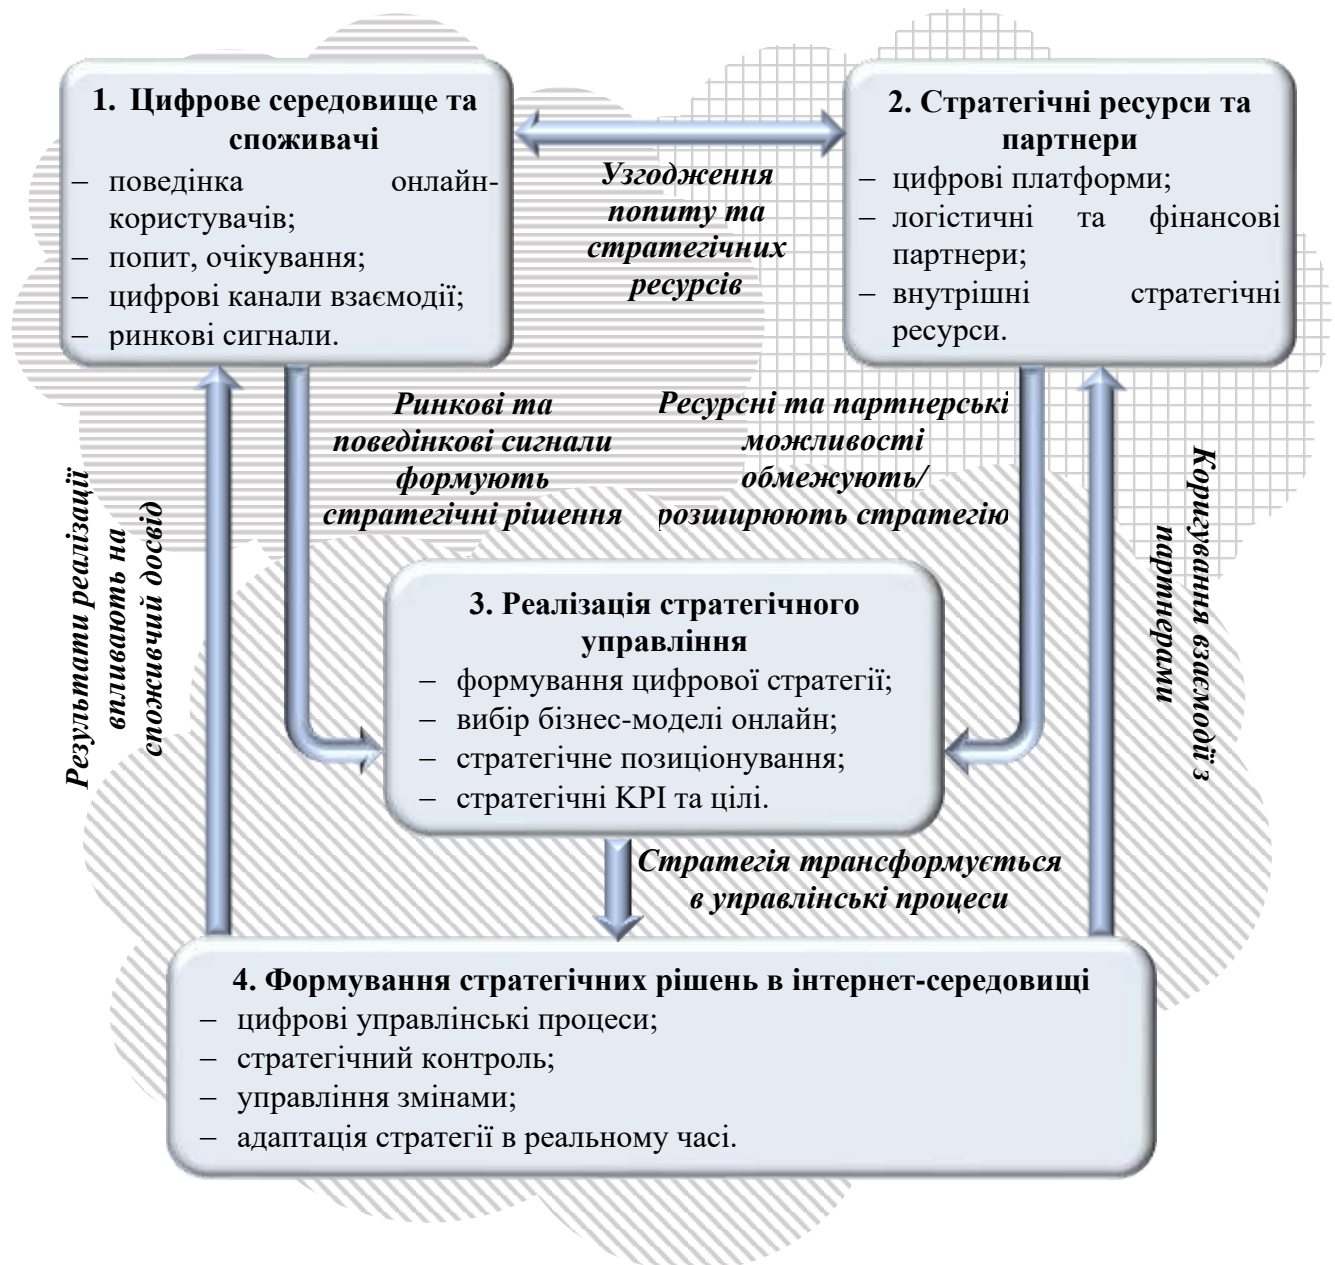 1. Цифрове середовище та
споживачі
– поведінка онлайн-
користувачів;
– попит, очікування;
– цифрові канали взаємодії;
– ринкові сигнали.
Узгодження
попиту та
стратегічних
ресурсів
2. Стратегічні ресурси та
партнери
– цифрові платформи;
– логістичні та фінансові
партнери;
– внутрішні стратегічні
ресурси.
Результати реалізації
впливають на
споживчий досвід
Ринкові та
поведінкові сигнали
формують
стратегічні рішення
Ресурсні та партнерські
можливості
обмежують/
розширюють стратегію
Коригування взаємодії з
партнерами
3. Реалізація стратегічного
управління
– формування цифрової стратегії;
– вибір бізнес-моделі онлайн;
– стратегічне позиціонування;
– стратегічні KPI та цілі.
Стратегія трансформується
в управлінські процеси
4. Формування стратегічних рішень в інтернет-середовищі
– цифрові управлінські процеси;
– стратегічний контроль;
– управління змінами;
– адаптація стратегії в реальному часі.